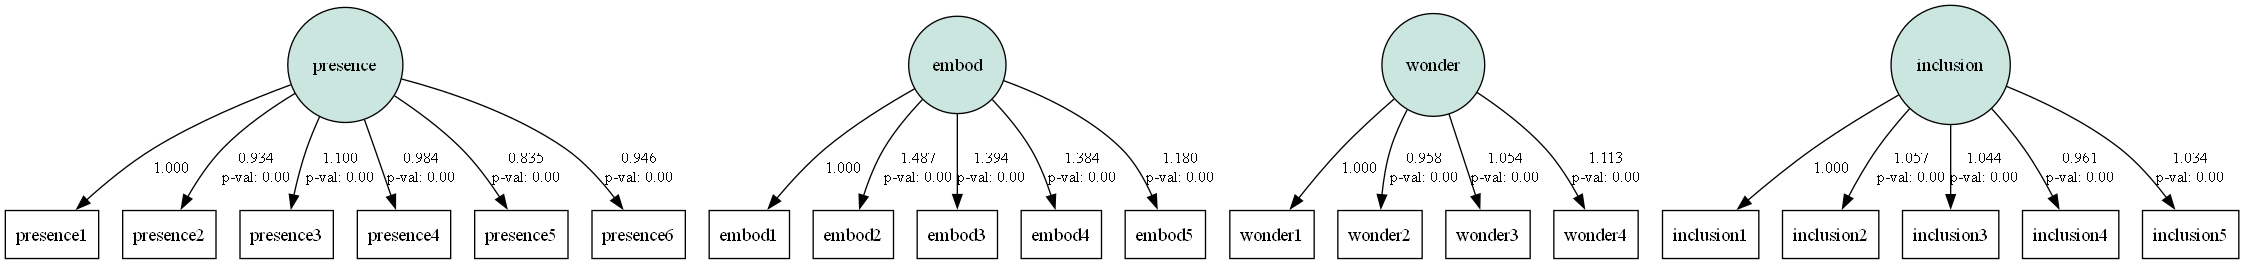 presence
embod
wonder
inclusion
1.000
0.934
p-val: 0.00
1.100
p-val: 0.00
0.984
p-val: 0.00
0.835
p-val: 0.00
0.946
p-val: 0.00
1.000
1.487
p-val: 0.00
1.394
p-val: 0.00
1.384
p-val: 0.00
1.180
p-val: 0.00
1.000
0.958
p-val: 0.00
1.054
p-val: 0.00
1.113
p-val: 0.00
1.000
1.057
p-val: 0.00
1.044
p-val: 0.00
0.961
p-val: 0.00
1.034
p-val: 0.00
presence1
presence2
presence3
presence4
presence5
presence6
embod1
embod2
embod3
embod4
embod5
wonder1
wonder2
wonder3
wonder4
inclusion1
inclusion2
inclusion3
inclusion4
inclusion5